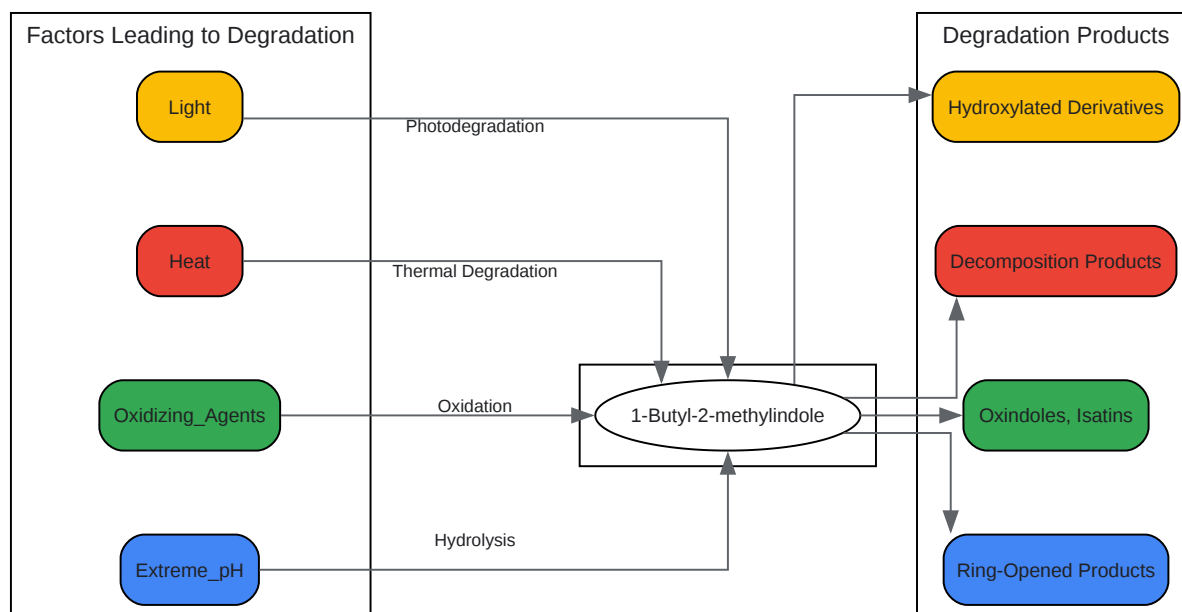 Factors Leading to Degradation
Degradation Products
Light
Photodegradation
Hydroxylated Derivatives
Heat
Thermal Degradation
Decomposition Products
Oxidizing_Agents
Oxidation
1-Butyl-2-methylindole
Oxindoles, Isatins
Extreme_pH
Hydrolysis
Ring-Opened Products